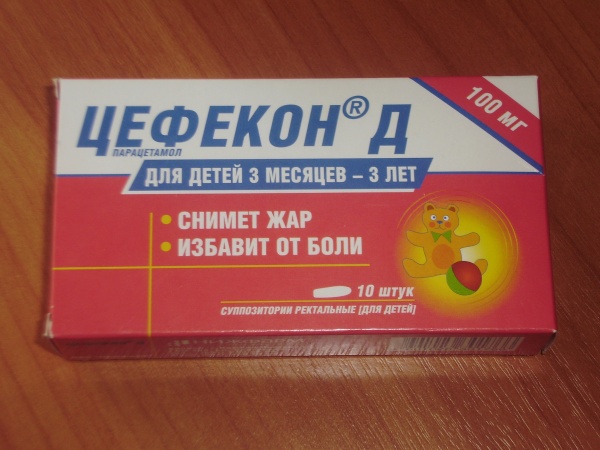 ЦЕФЕКОН® Д
100 мг
ПАРАЦЕТАМОЛ
ДЛЯ ДЕТЕЙ 3 МЕСЯЦЕВ – 3 ЛЕТ
• СНИМЕТ ЖАР
• ИЗБАВИТ ОТ БОЛИ
10 штук
СУППОЗИТОРИИ РЕКТАЛЬНЫЕ [ДЛЯ ДЕТЕЙ]